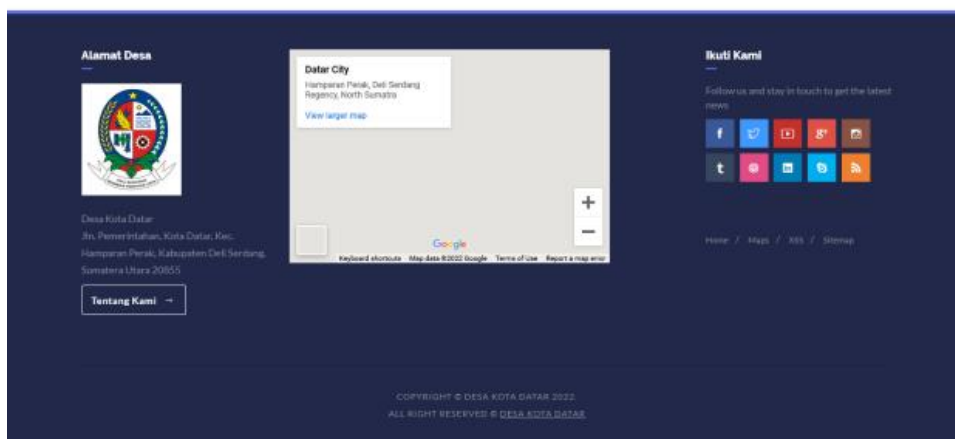 Alamat Desa
Desa Kota Datar
Jln. Pemerintahan, Kota Datar, Kec.
Hamparan Perak, Kabupaten Deli Serdang,
Sumatera Utara 20855
Tentang Kami →
Datar City
Hamparan Perak, Deli Serdang
Regency, North Sumatra
View larger map
+
−
Google
Keyboard shortcuts Map data ©2022 Google Terms of Use Report a map error
Ikuti Kami
Follow us and stay in touch to get the latest
news
Home / Maps / / Sitemap
COPYRIGHT © DESA KOTA DATAR 2022.
ALL RIGHT RESERVED © DESA KOTA DATAR